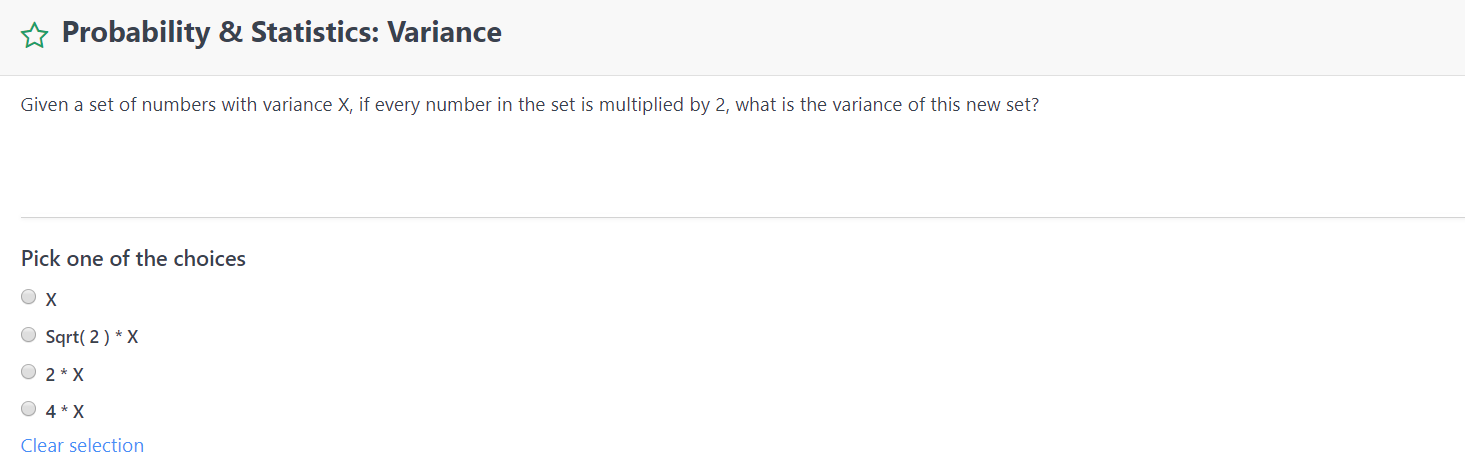 Probability & Statistics: Variance
Given a set of numbers with variance X, if every number in the set is multiplied by 2, what is the variance of this new set?
Pick one of the choices
X
Sqrt( 2 ) * X
2 * X
4 * X
Clear selection